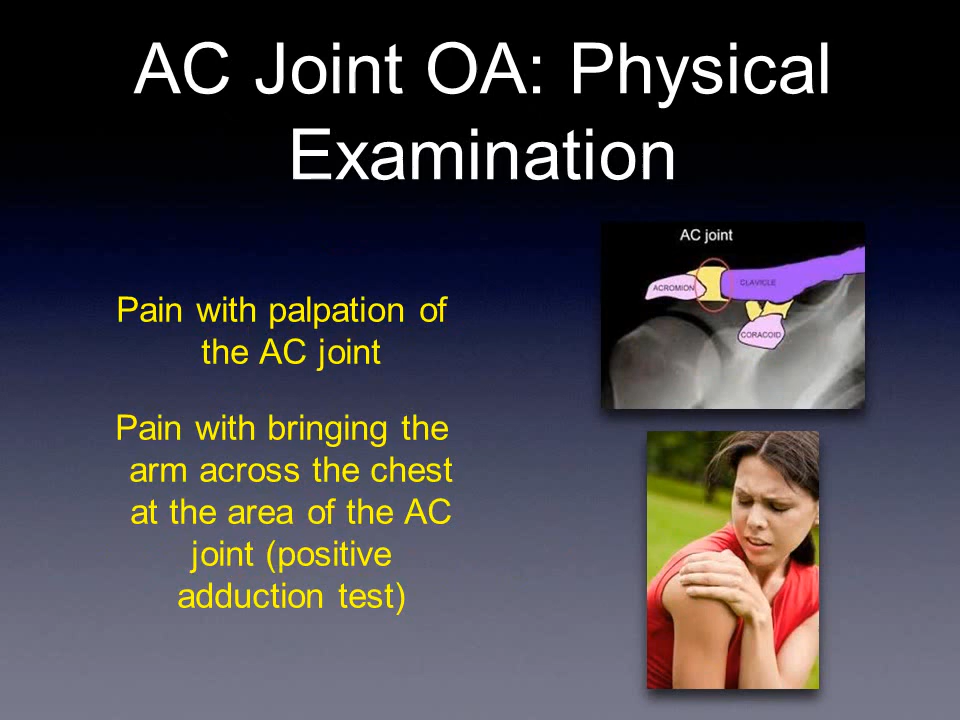 AC Joint OA: Physical
Examination
Pain with palpation of
the AC joint
Pain with bringing the
arm across the chest
at the area of the AC
joint (positive
adduction test)
AC joint
ACROMION
CLAVICLE
CORACOID